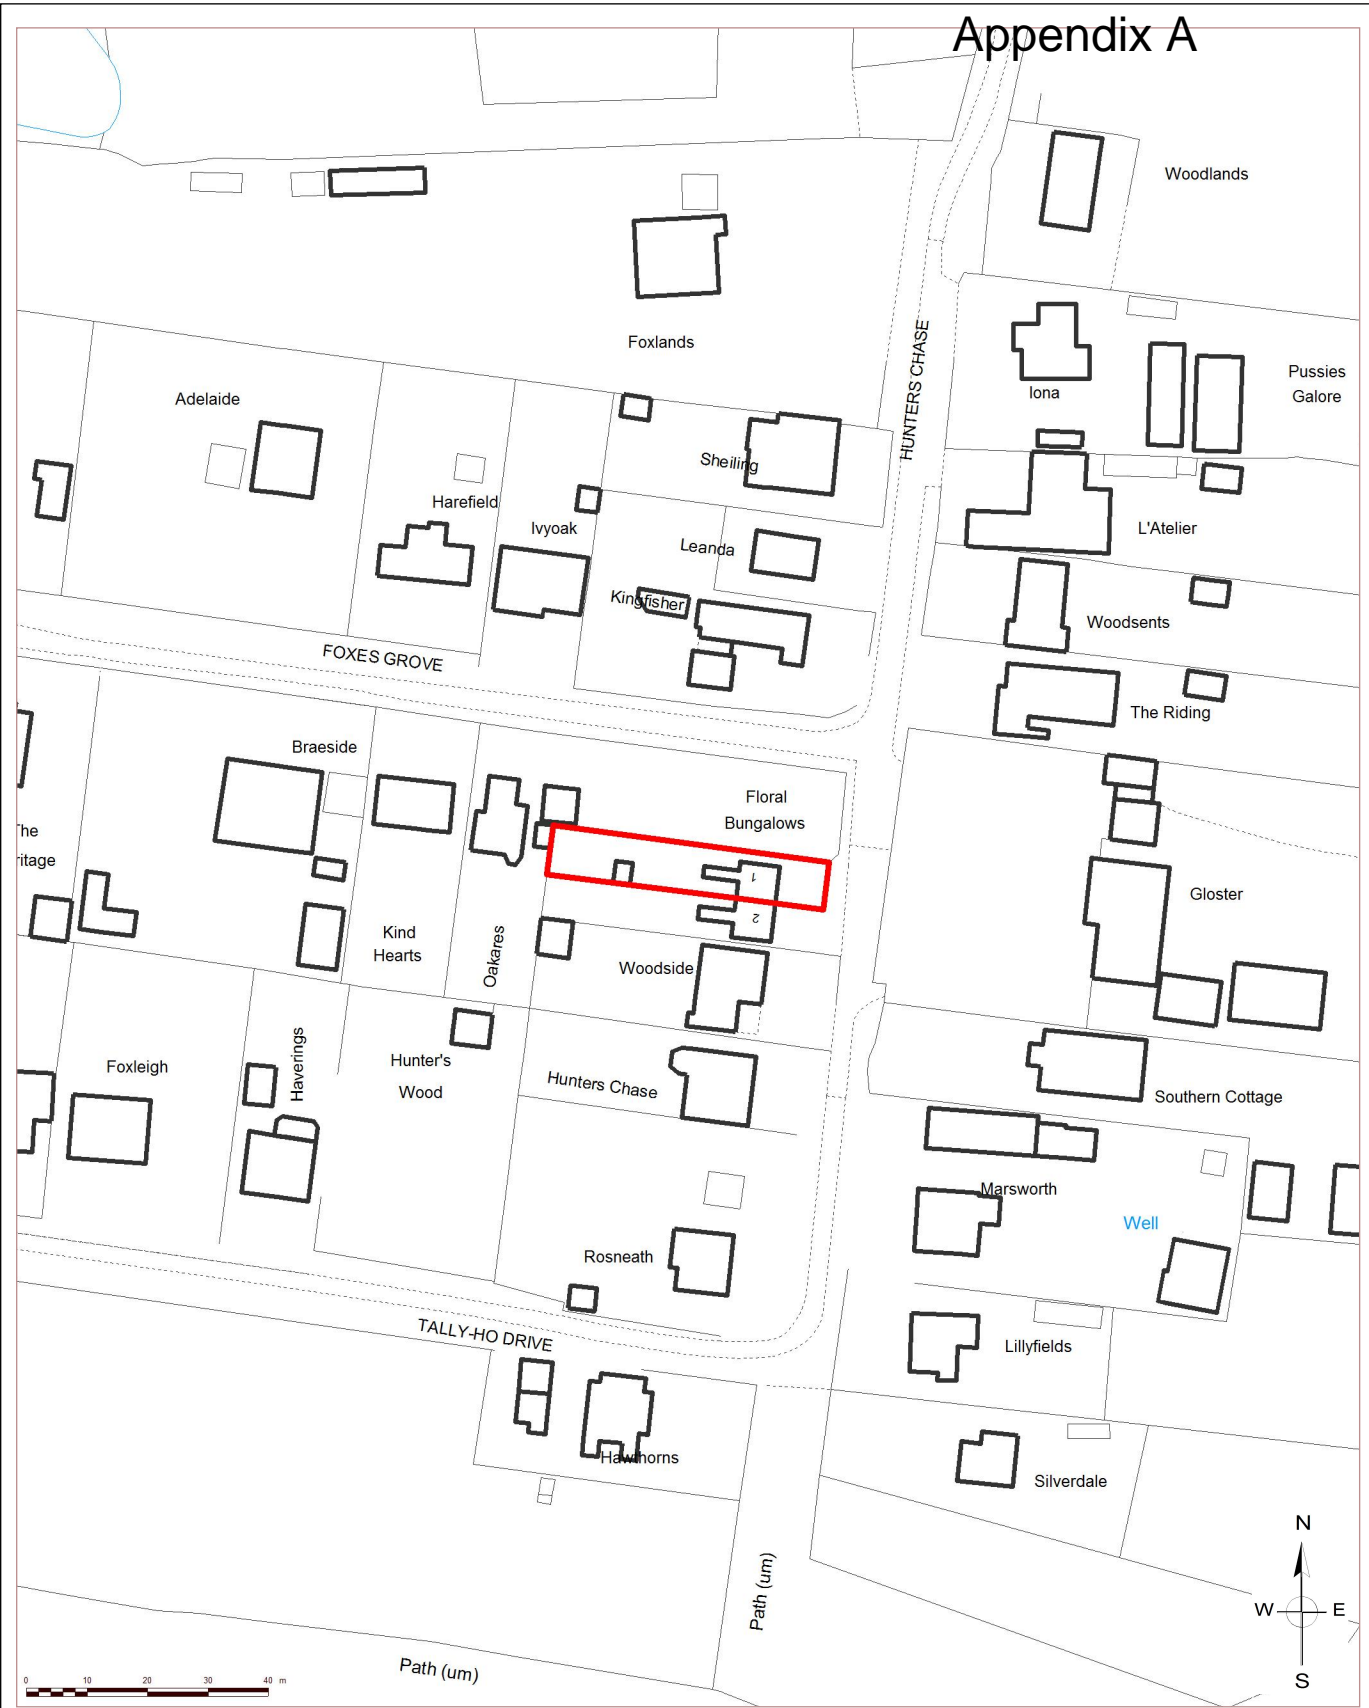 Appendix A
Woodlands
HUNTERS CHASE
Foxlands
Iona
Pussies
Galore
Adelaide
Sheiling
Harefield
Ivyoak
L'Atelier
Leanda
Kingfisher
Woodsents
FOXES GROVE
The Riding
Braeside
Floral
Bungalows
The
ritage
1
2
Gloster
Kind
Hearts
Oakares
Woodside
Foxleigh
Haverings
Hunter's
Wood
Hunters Chase
Southern Cottage
Marsworth
Well
Rosneath
TALLY-HO DRIVE
Lillyfields
Hawthorns
Silverdale
N
W E
S
Path (um)
Path (um)
0 10 20 30 40 m